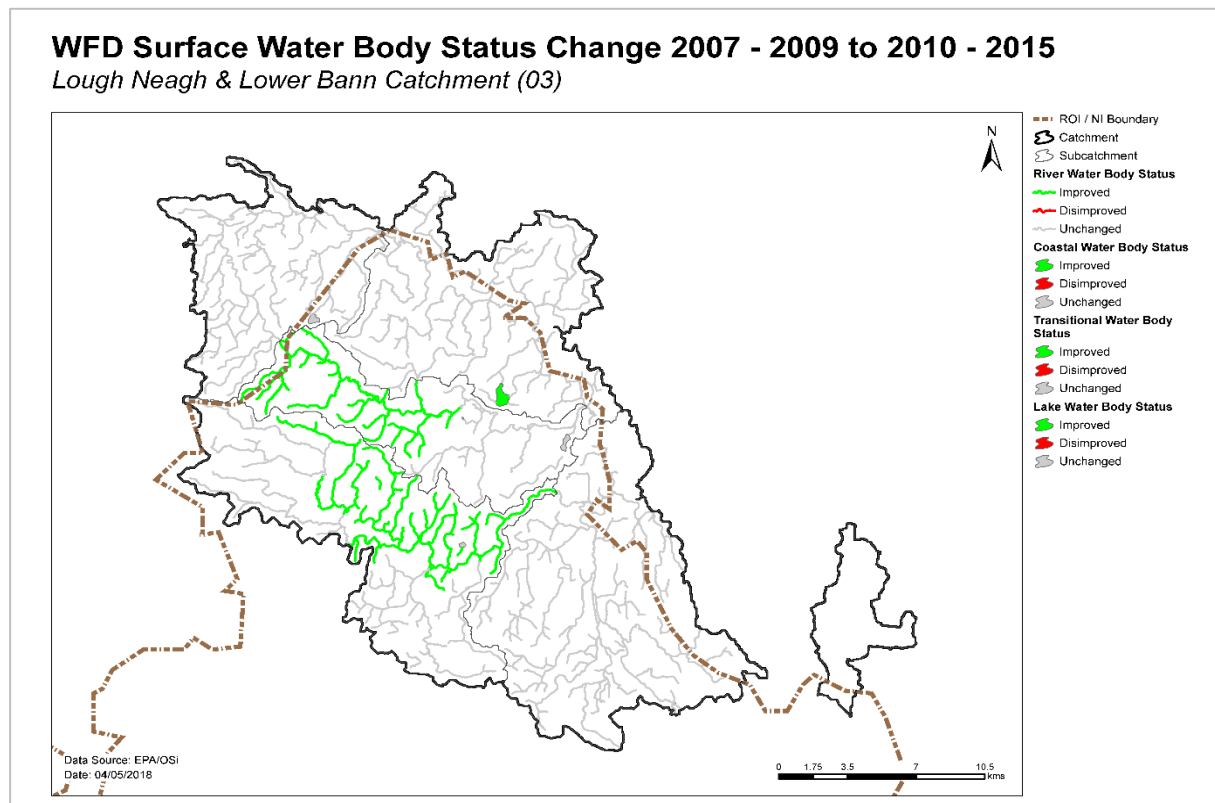 WFD Surface Water Body Status Change 2007 - 2009 to 2010 - 2015
Lough Neagh & Lower Bann Catchment (03)
N
ROI / NI Boundary
Catchment
Subcatchment
River Water Body Status
Improved
Disimproved
Unchanged
Coastal Water Body Status
Improved
Disimproved
Unchanged
Transitional Water Body
Status
Improved
Disimproved
Unchanged
Lake Water Body Status
Improved
Disimproved
Unchanged
Data Source: EPA/OSi
Date: 04/05/2018
0 1.75 3.5 7 10.5
kms